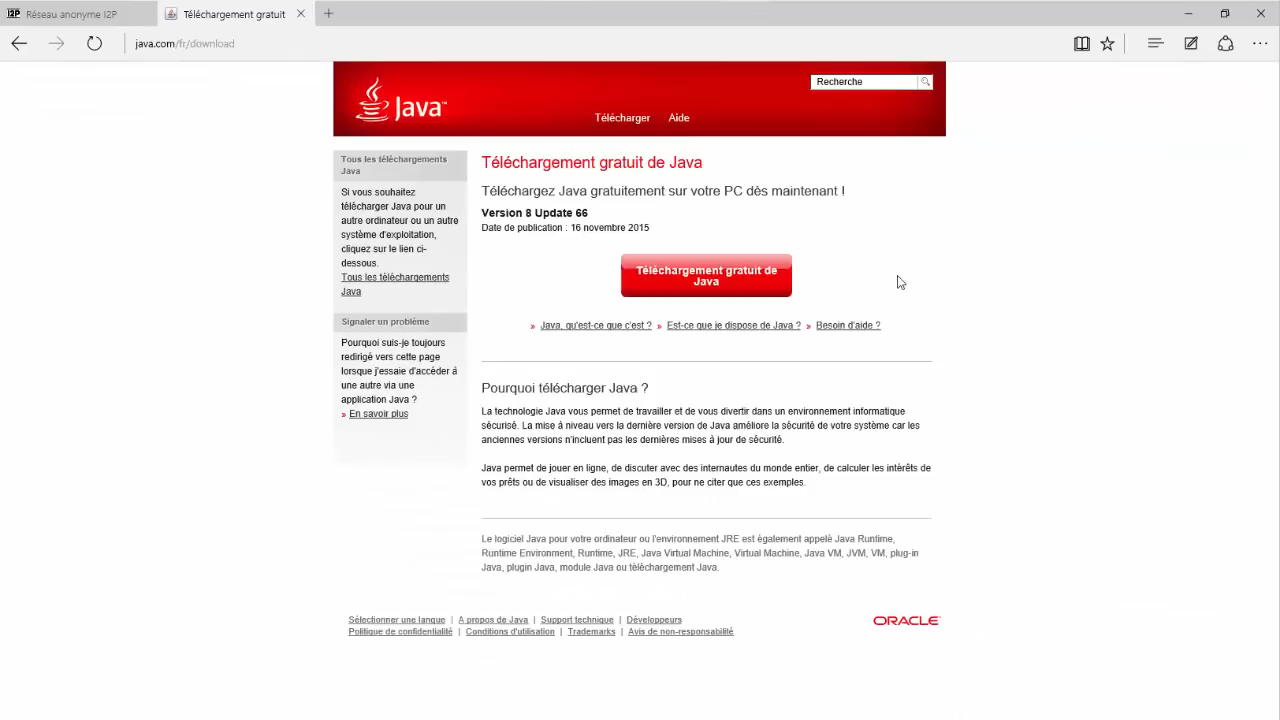 Réseau anonyme I2P
Téléchargement gratuit
java.com/fr/download
Java™
Recherche
Télécharger Aide
Tous les téléchargements
Java
Si vous souhaitez
télécharger Java pour un
autre ordinateur ou un autre
système d'exploitation,
cliquez sur le lien ci-
dessous.
Tous les téléchargements
Java
Signaler un problème
Pourquoi suis-je toujours
redirigé vers cette page
lorsque j'essaie d'accéder à
une autre via une
application Java ?
» En savoir plus
Téléchargement gratuit de Java
Téléchargez Java gratuitement sur votre PC dès maintenant !
Version 8 Update 66
Date de publication : 16 novembre 2015
Téléchargement gratuit de
Java
» Java, qu'est-ce que c'est ? » Est-ce que je dispose de Java ? » Besoin d'aide ?
Pourquoi télécharger Java ?
La technologie Java vous permet de travailler et de vous divertir dans un environnement informatique
sécurisé. La mise à niveau vers la dernière version de Java améliore la sécurité de votre système car les
anciennes versions n'incluent pas les dernières mises à jour de sécurité.
Java permet de jouer en ligne, de discuter avec des internautes du monde entier, de calculer les intérêts de
vos prêts ou de visualiser des images en 3D, pour ne citer que ces exemples.
Le logiciel Java pour votre ordinateur ou l'environnement JRE est également appelé Java Runtime,
Runtime Environment, Runtime, JRE, Java Virtual Machine, Virtual Machine, Java VM, JVM, VM, plug-in
Java, plugin Java, module Java ou téléchargement Java.
Sélectionner une langue | A propos de Java | Support technique | Développeurs
Politique de confidentialité | Conditions d'utilisation | Trademarks | Avis de non-responsabilité
ORACLE